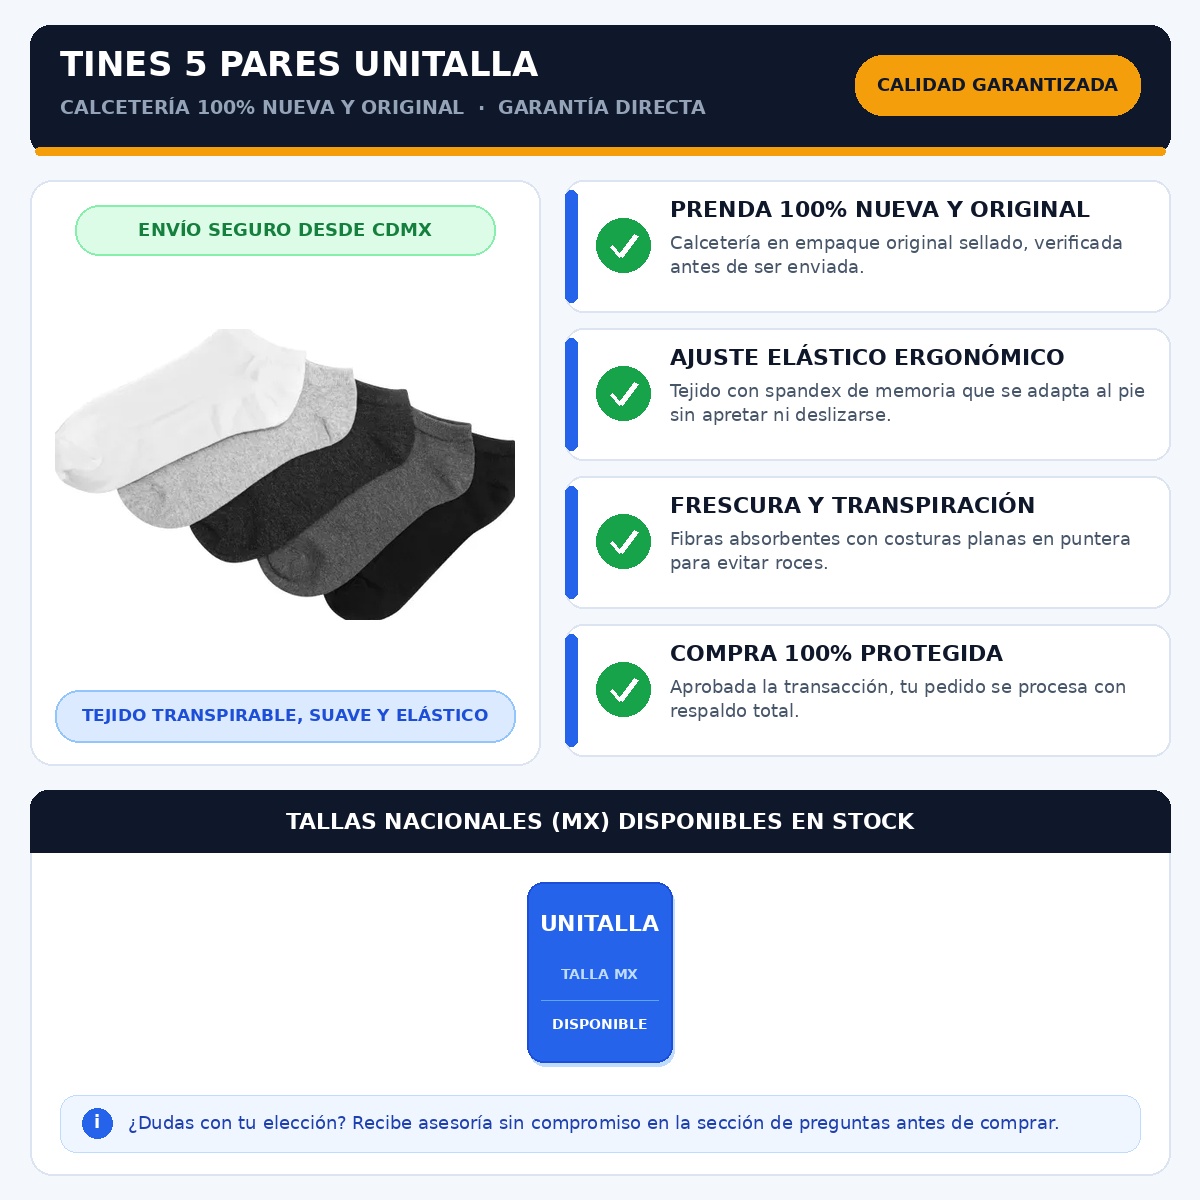 TINES 5 PARES UNITALLA
CALCETERÍA 100% NUEVA Y ORIGINAL · GARANTÍA DIRECTA
CALIDAD GARANTIZADA
ENVÍO SEGURO DESDE CDMX
TEJIDO TRANSPIRABLE, SUAVE Y ELÁSTICO
PRENDA 100% NUEVA Y ORIGINAL
Calcetería en empaque original sellado, verificada
antes de ser enviada.
AJUSTE ELÁSTICO ERGONÓMICO
Tejido con spandex de memoria que se adapta al pie
sin apretar ni deslizarse.
FRESCURA Y TRANSPIRACIÓN
Fibras absorbentes con costuras planas en puntera
para evitar roces.
COMPRA 100% PROTEGIDA
Aprobada la transacción, tu pedido se procesa con
respaldo total.
TALLAS NACIONALES (MX) DISPONIBLES EN STOCK
UNITALLA
TALLA MX
DISPONIBLE
i ¿Dudas con tu elección? Recibe asesoría sin compromiso en la sección de preguntas antes de comprar.